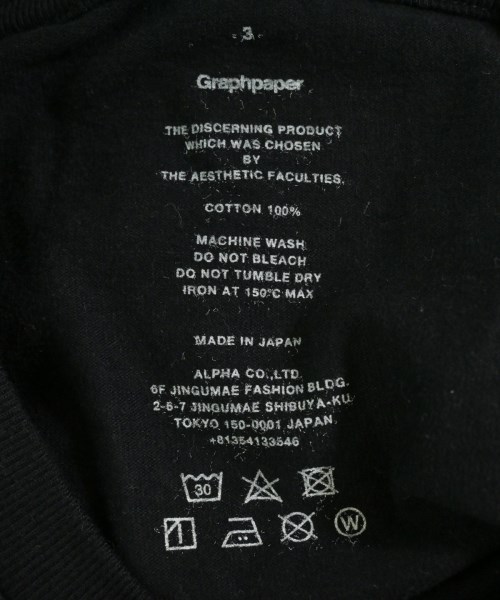 3
Graphpaper
THE DISCERNING PRODUCT
WHICH WAS CHOSEN
BY
THE AESTHETIC FACULTIES.
COTTON 100%
MACHINE WASH
DO NOT BLEACH
DO NOT TUMBLE DRY
IRON AT 150°C MAX
MADE IN JAPAN
ALPHA CO.,LTD.
6F JINGUMAE FASHION BLDG.
2-6-7 JINGUMAE SHIBUYA-KU
TOKYO 150-0001 JAPAN.
+81354133546
30
W